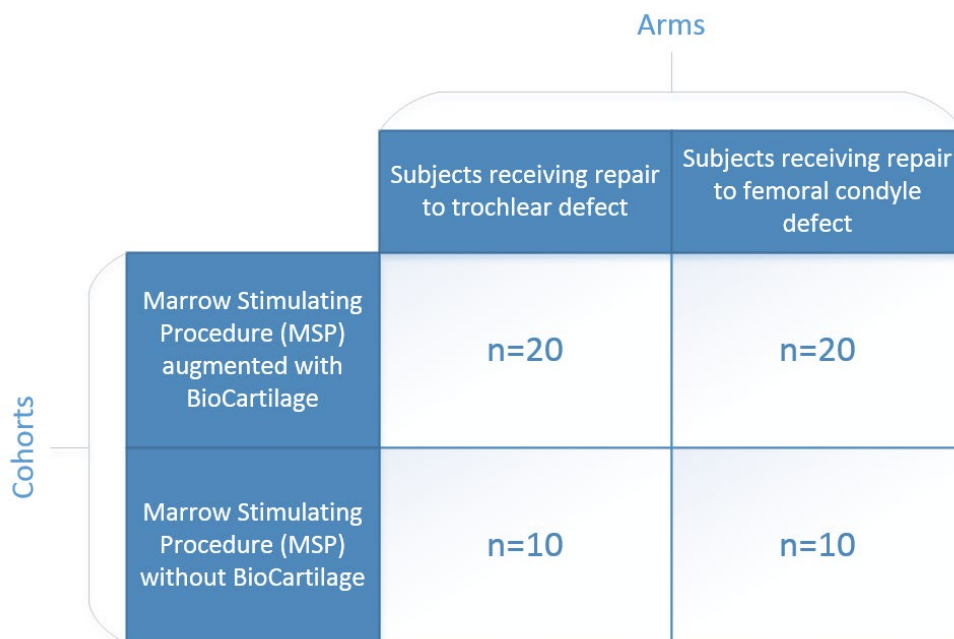 Arms
Subjects receiving repair
to trochlear defect
Subjects receiving repair
to femoral condyle
defect
Cohorts
Marrow Stimulating
Procedure (MSP)
augmented with
BioCartilage
n=20
n=20
Marrow Stimulating
Procedure (MSP)
without BioCartilage
n=10
n=10